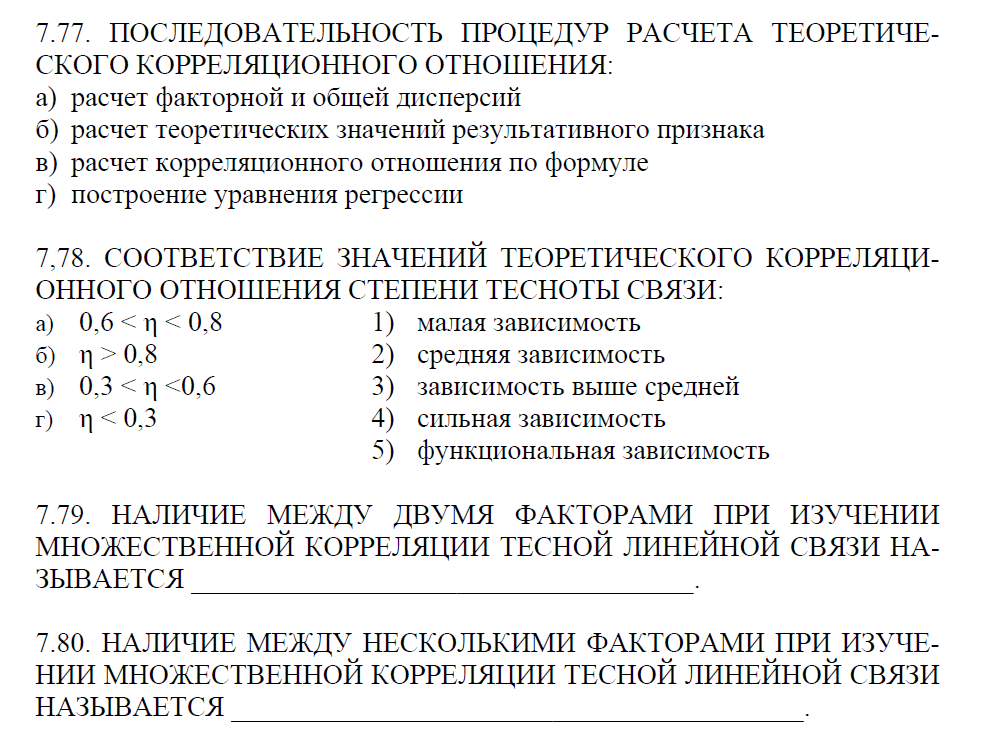 7.77. ПОСЛЕДОВАТЕЛЬНОСТЬ ПРОЦЕДУР РАСЧЕТА ТЕОРЕТИЧЕ-
СКОГО КОРРЕЛЯЦИОННОГО ОТНОШЕНИЯ:
а) расчет факторной и общей дисперсий
б) расчет теоретических значений результативного признака
в) расчет корреляционного отношения по формуле
г) построение уравнения регрессии
7,78. СООТВЕТСТВИЕ ЗНАЧЕНИЙ ТЕОРЕТИЧЕСКОГО КОРРЕЛЯЦИ-
ОННОГО ОТНОШЕНИЯ СТЕПЕНИ ТЕСНОТЫ СВЯЗИ:
а) 0,6 < η < 0,8 1) малая зависимость
б) η > 0,8 2) средняя зависимость
в) 0,3 < η <0,6 3) зависимость выше средней
г) η < 0,3 4) сильная зависимость
5) функциональная зависимость
7.79. НАЛИЧИЕ МЕЖДУ ДВУМЯ ФАКТОРАМИ ПРИ ИЗУЧЕНИИ
МНОЖЕСТВЕННОЙ КОРРЕЛЯЦИИ ТЕСНОЙ ЛИНЕЙНОЙ СВЯЗИ НА-
ЗЫВАЕТСЯ ____________________________________.
7.80. НАЛИЧИЕ МЕЖДУ НЕСКОЛЬКИМИ ФАКТОРАМИ ПРИ ИЗУЧЕ-
НИИ МНОЖЕСТВЕННОЙ КОРРЕЛЯЦИИ ТЕСНОЙ ЛИНЕЙНОЙ СВЯЗИ
НАЗЫВАЕТСЯ _________________________________________.